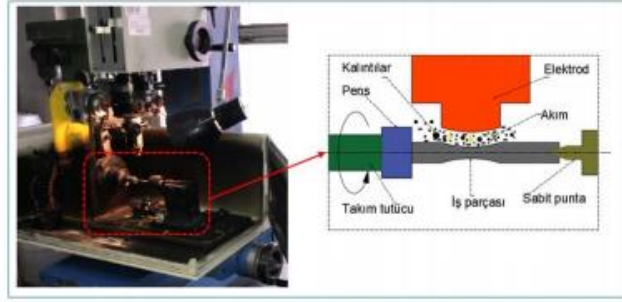 Kalıntılar
Elektrod
Pens
Akım
Takım tutucu
İş parçası
Sabit punta